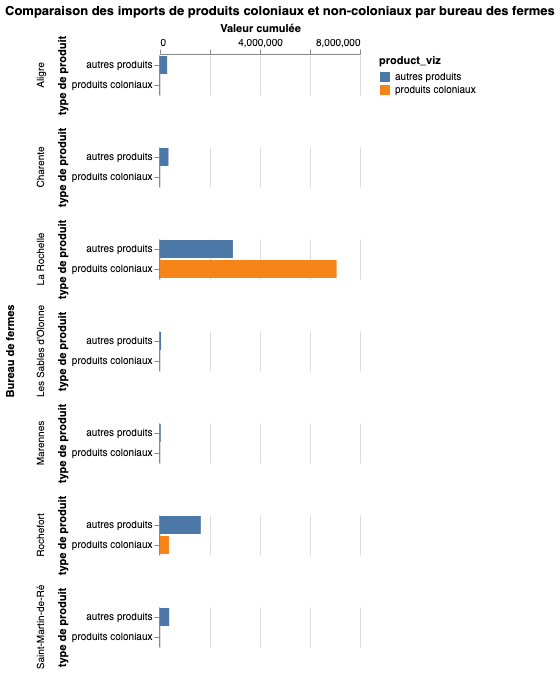 Comparaison des imports de produits coloniaux et non-coloniaux par bureau des fermes
Valeur cumulée
0 4,000,000 8,000,000
product_viz
autres produits
produits coloniaux
Bureau de fermes
Aligre
type de produit
autres produits
produits coloniaux
Charente
type de produit
autres produits
produits coloniaux
La Rochelle
type de produit
autres produits
produits coloniaux
Les Sables d'Olonne
type de produit
autres produits
produits coloniaux
Marennes
type de produit
autres produits
produits coloniaux
Rochefort
type de produit
autres produits
produits coloniaux
Saint-Martin-de-Ré
type de produit
autres produits
produits coloniaux